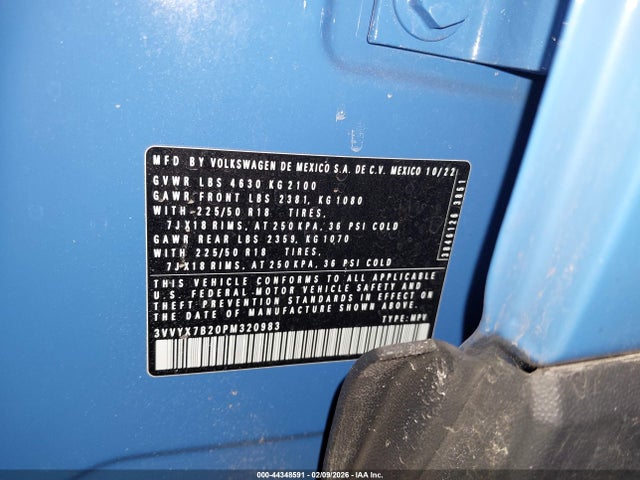 MFD BY VOLKSWAGEN DE MEXICO S.A. DE C.V. MEXICO 10/22
GVWR LBS 4630 KG 2100
GAWR FRONT LBS 2381, KG 1080
WITH - 225/50 R18 TIRES,
7JX18 RIMS, AT 250 KPA, 36 PSI COLD
GAWR REAR LBS 2359, KG 1070
WITH - 225/50 R18 TIRES,
7JX18 RIMS, AT 250 KPA, 36 PSI COLD
THIS VEHICLE CONFORMS TO ALL APPLICABLE
U.S. FEDERAL MOTOR VEHICLE SAFETY AND
THEFT PREVENTION STANDARDS IN EFFECT ON
THE DATE OF MANUFACTURE SHOWN ABOVE.
3VVYX7B20PM320983 TYPE: MPV
000-44348591 - 02/09/2026 - IAA Inc.